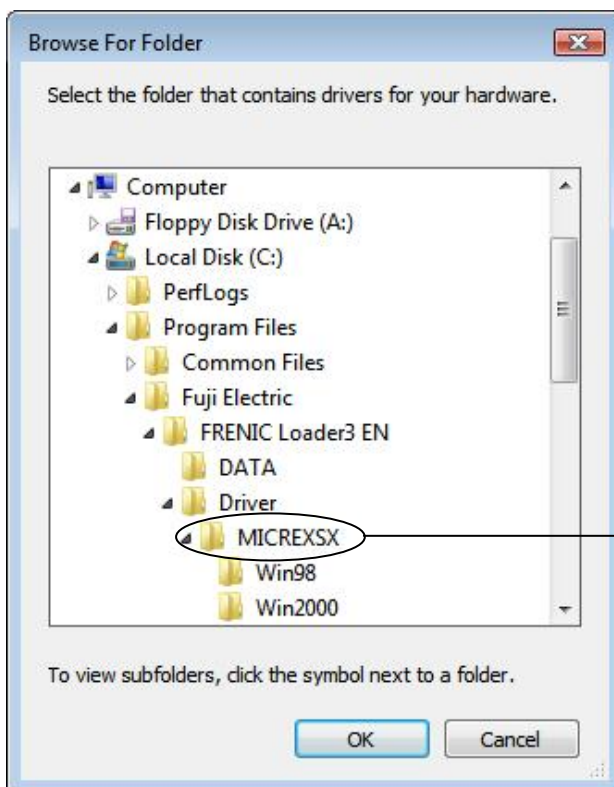 Browse For Folder
Select the folder that contains drivers for your hardware.
Computer
Floppy Disk Drive (A:)
Local Disk (C:)
PerfLogs
Program Files
Common Files
Fuji Electric
FRENIC Loader3 EN
DATA
Driver
MICREXSX
Win98
Win2000
To view subfolders, click the symbol next to a folder.
OK Cancel